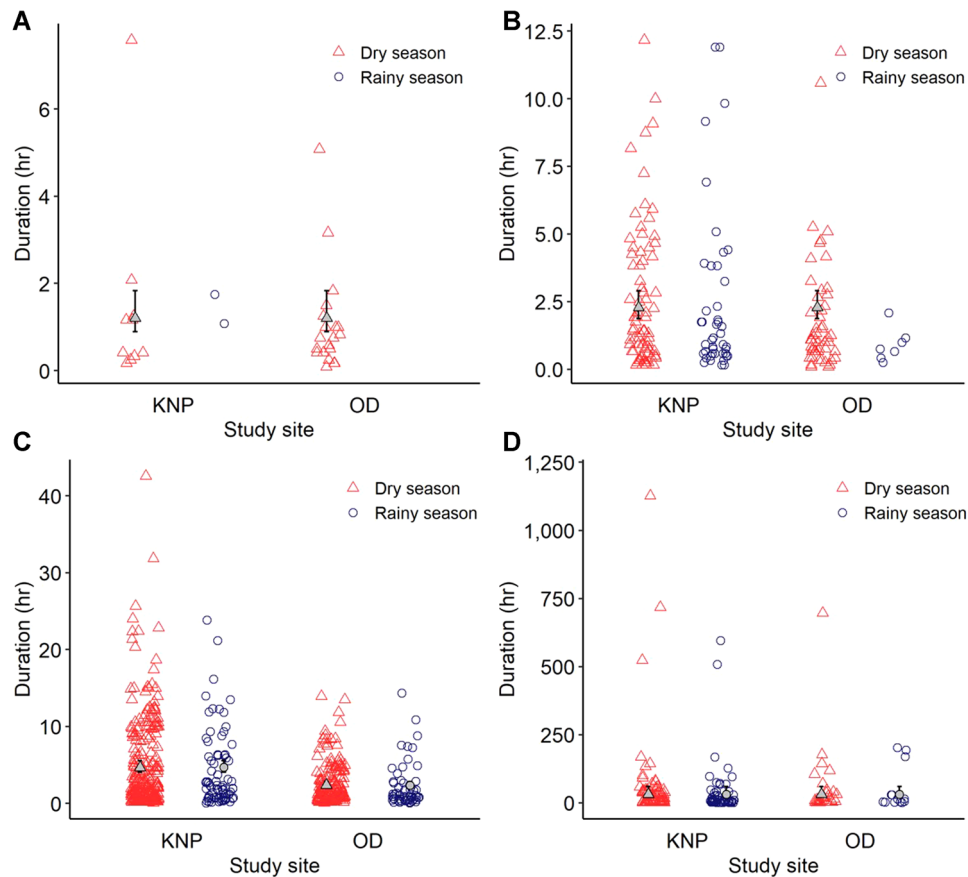 A
Duration (hr)
6
4
2
0
Dry season
Rainy season
KNP OD
Study site
B
Duration (hr)
12.5
10.0
7.5
5.0
2.5
0.0
Dry season
Rainy season
KNP OD
Study site
C
Duration (hr)
40
30
20
10
0
Dry season
Rainy season
KNP OD
Study site
D
Duration (hr)
1,250
1,000
750
500
250
0
Dry season
Rainy season
KNP OD
Study site